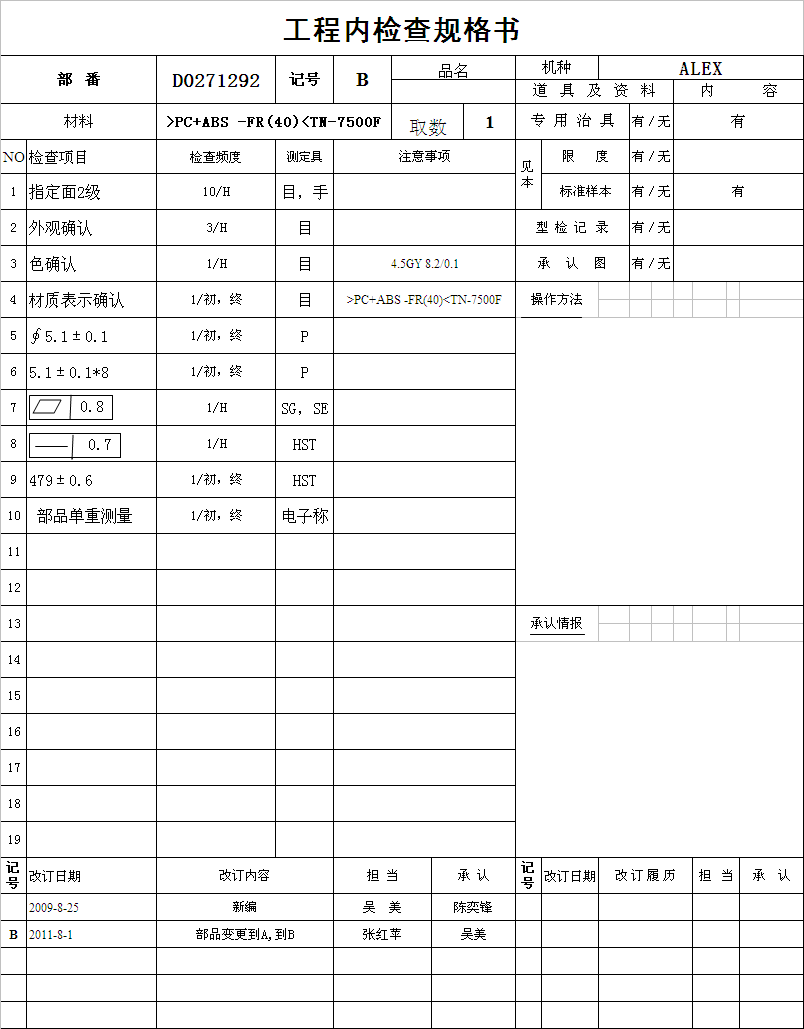 工程内检查规格书
部 番 D0271292 记号 B 品名 机种 ALEX
道 具 及 资 料 内 容
材料 >PC+ABS -FR(40)<TN-7500F 取数 1 专 用 治 具 有/无 有
NO 检查项目 检查频度 测定具 注意事项 见本 限 度 有/无
1 指定面2级 10/H 目, 手 标准样本 有/无 有
2 外观确认 3/H 目 型 检 记 录 有/无
3 色确认 1/H 目 4.5GY 8.2/0.1 承 认 图 有/无
4 材质表示确认 1/初, 终 目 >PC+ABS -FR(40)<TN-7500F 操作方法
5 ∮5.1±0.1 1/初, 终 P
6 5.1±0.1*8 1/初, 终 P
7 0.8 1/H SG, SE
8 0.7 1/H HST
9 479±0.6 1/初, 终 HST
10 部品单重测量 1/初, 终 电子称
11
12
13 承认情报
14
15
16
17
18
19
记号 改订日期 改订内容 担 当 承 认 记号 改订日期 改订履历 担 当 承 认
2009-8-25 新编 吴 美 陈奕锋
B 2011-8-1 部品变更到A,到B 张红苹 吴美